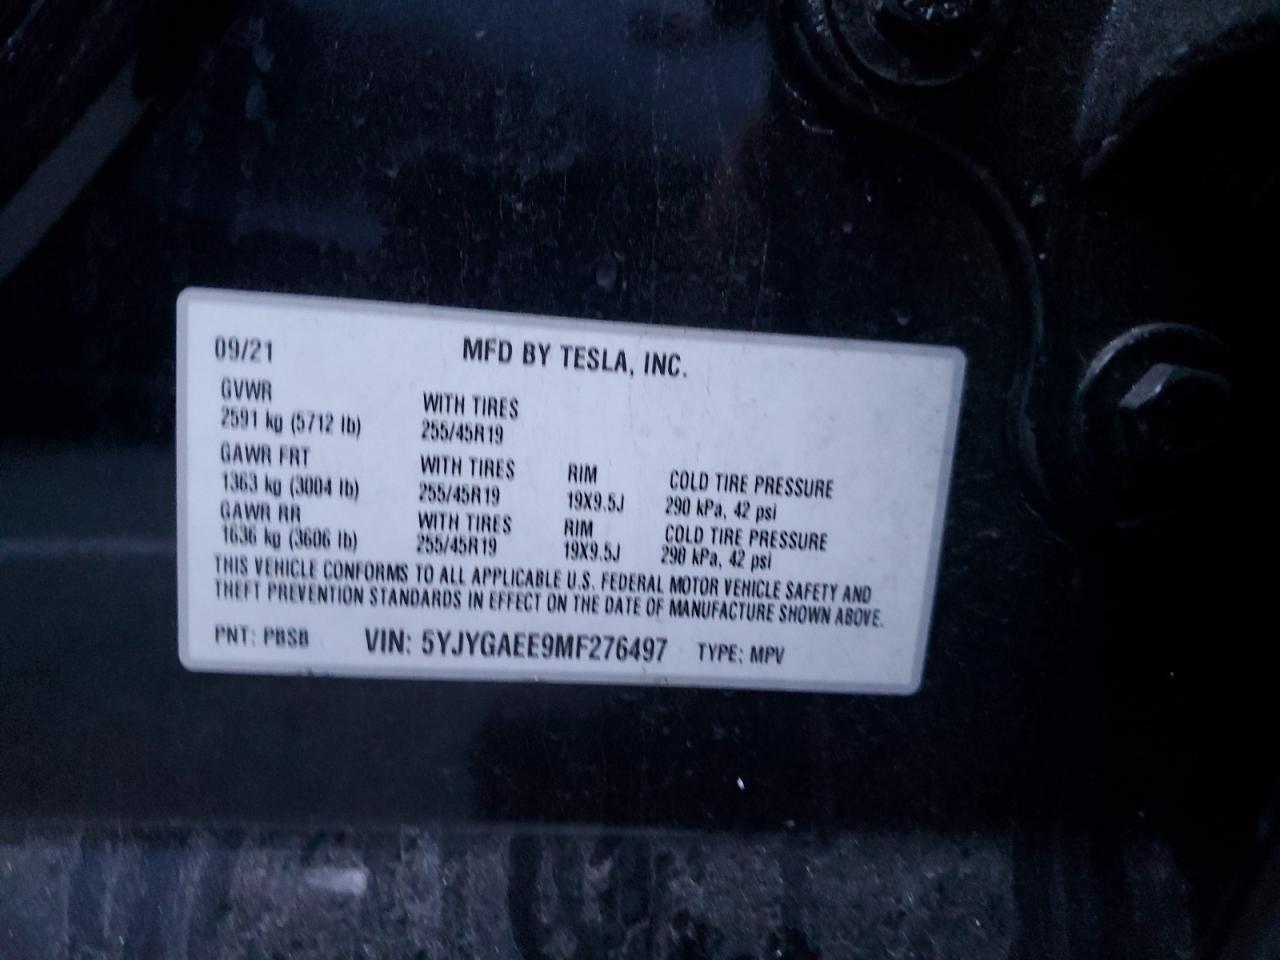 09/21 MFD BY TESLA, INC.
GVWR
2591 kg (5712 lb) WITH TIRES 255/45R19
GAWR FRT WITH TIRES RIM COLD TIRE PRESSURE
1363 kg (3004 lb) 255/45R19 19X9.5J 290 kPa, 42 psi
GAWR RR WITH TIRES RIM COLD TIRE PRESSURE
1636 kg (3606 lb) 255/45R19 19X9.5J 290 kPa, 42 psi
THIS VEHICLE CONFORMS TO ALL APPLICABLE U.S. FEDERAL MOTOR VEHICLE SAFETY AND
THEFT PREVENTION STANDARDS IN EFFECT ON THE DATE OF MANUFACTURE SHOWN ABOVE.
PNT: PBSB VIN: 5YJYGAEE9MF276497 TYPE: MPV